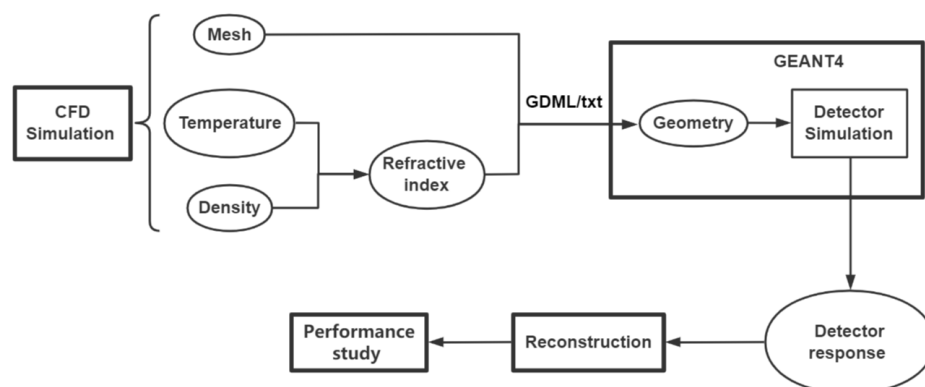 CFD
Simulation
Mesh
Temperature
Density
Refractive
index
GDML/txt
GEANT4
Geometry
Detector
Simulation
Detector
response
Reconstruction
Performance
study